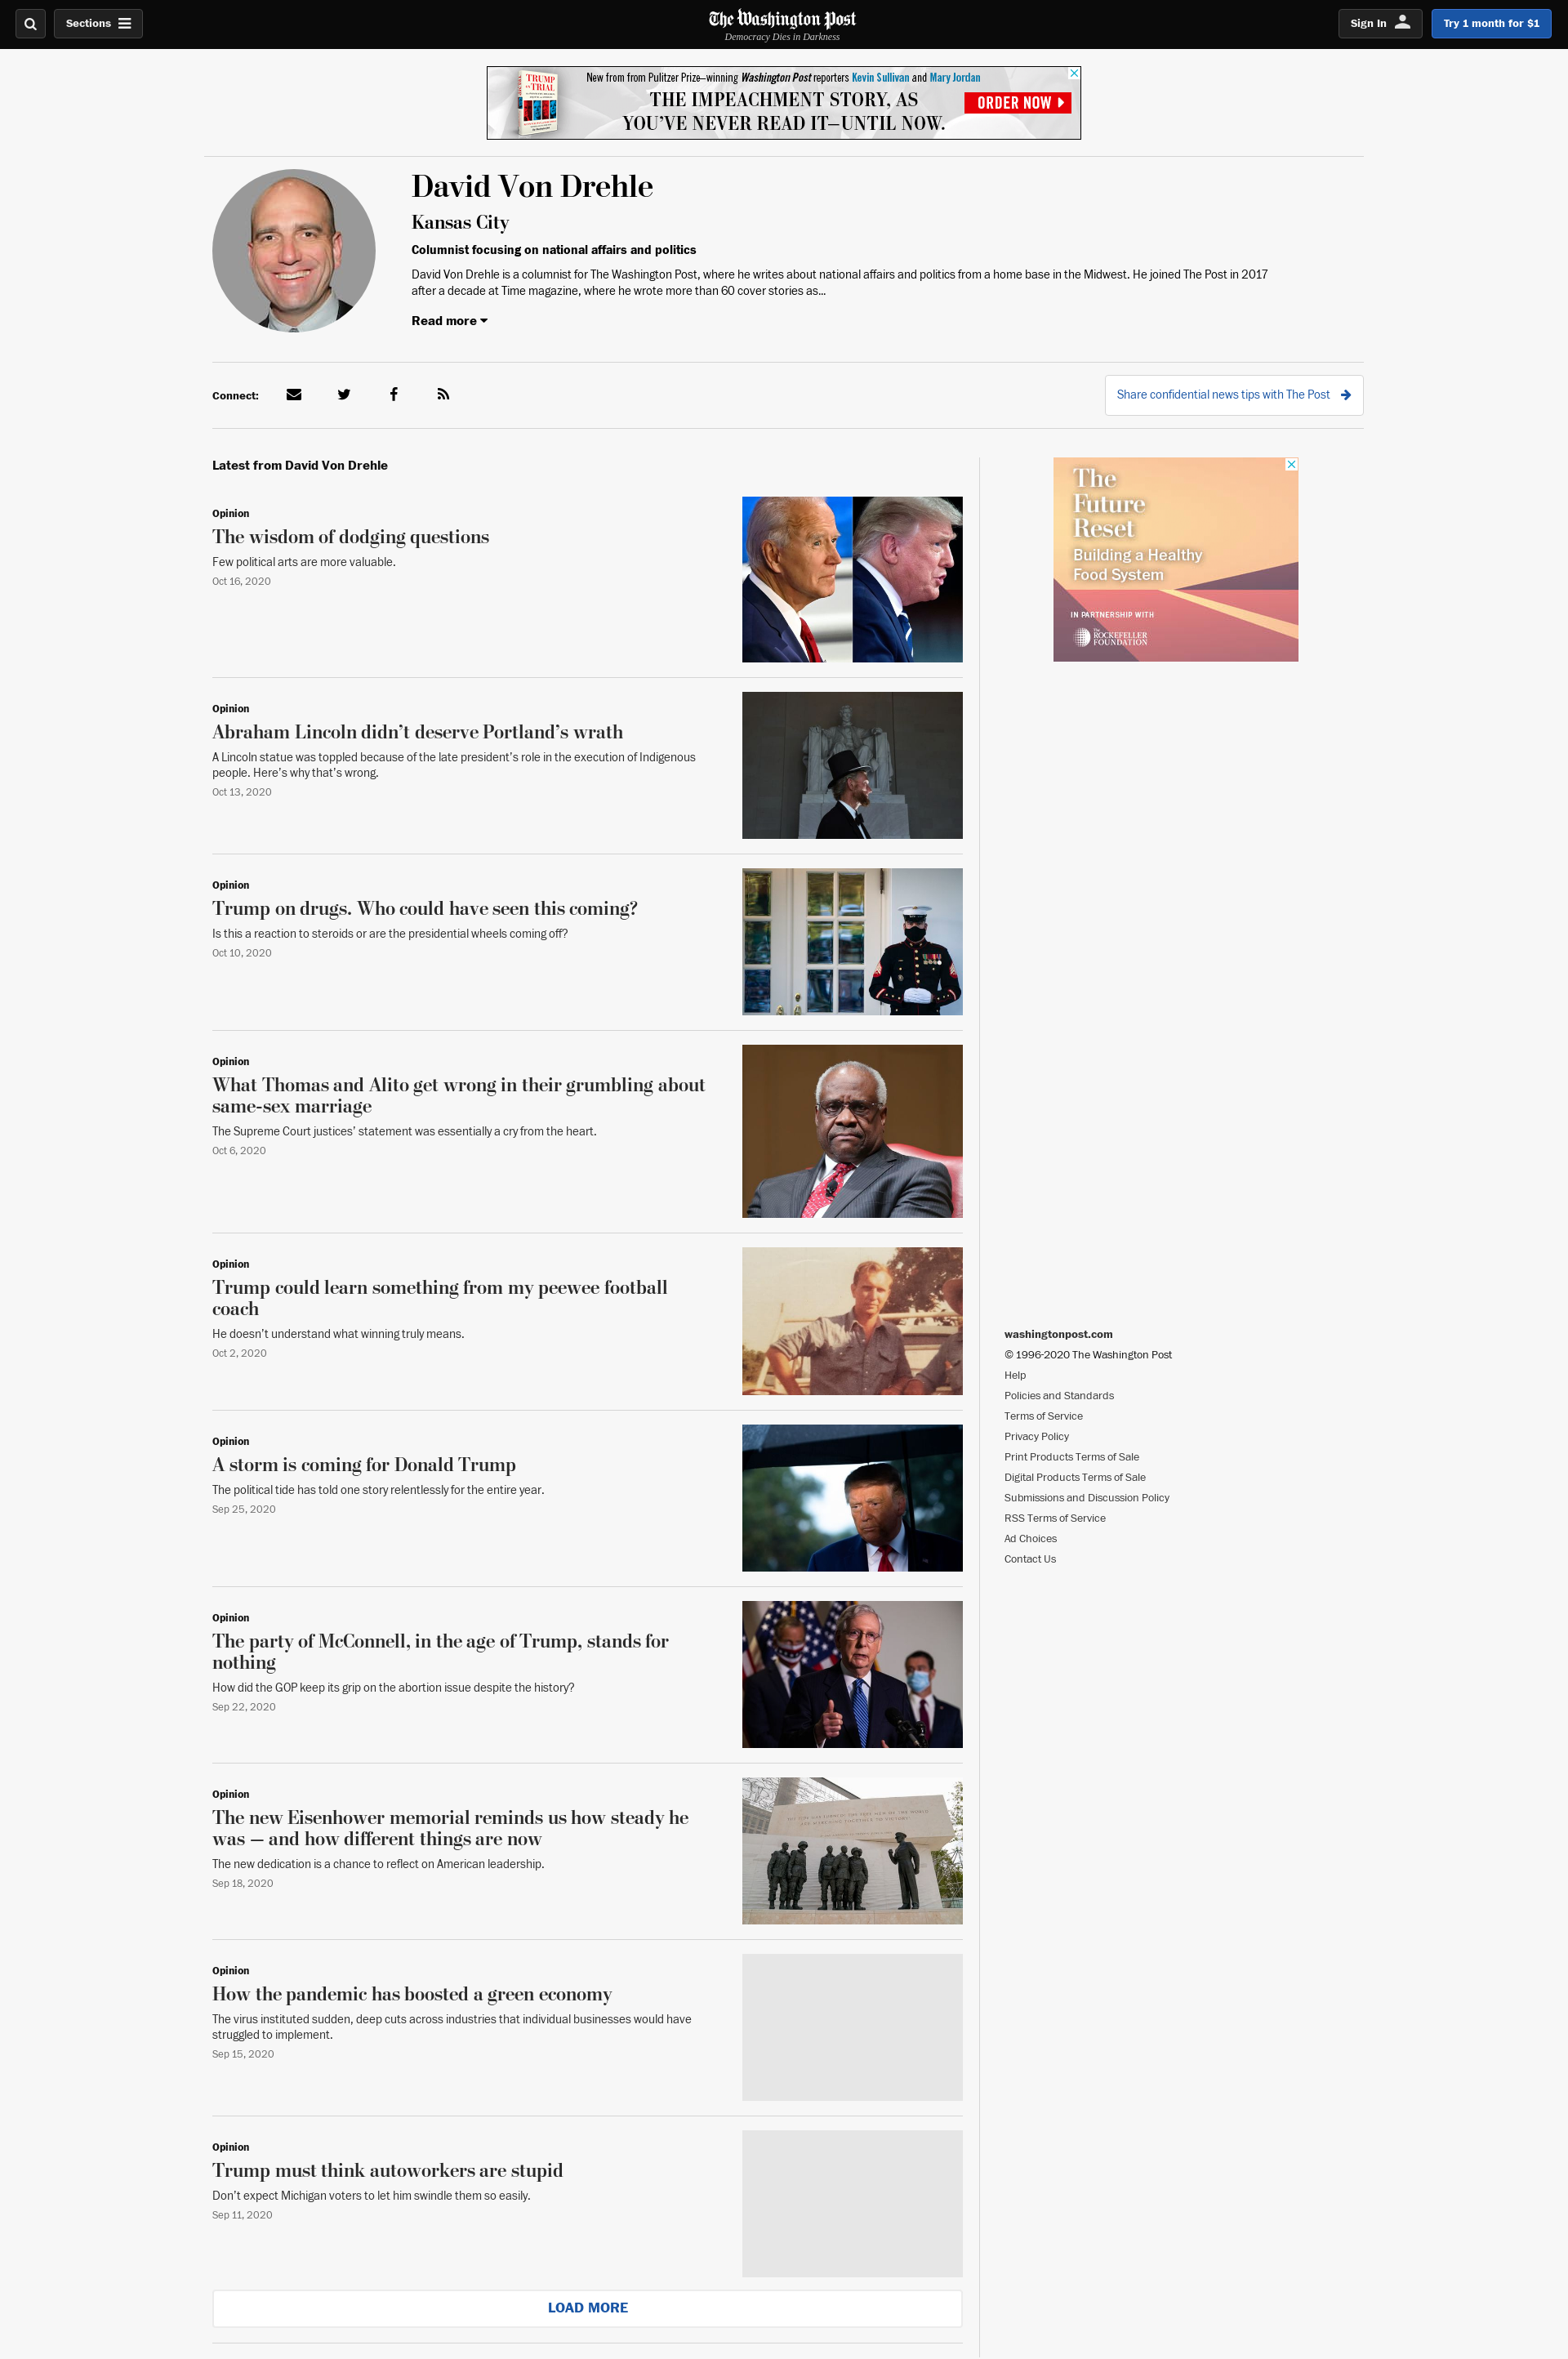 Sections
The Washington Post
Democracy Dies in Darkness
Sign In
Try 1 month for $1
TRUMP ON TRIAL
New from from Pulitzer Prize–winning Washington Post reporters Kevin Sullivan and Mary Jordan
THE IMPEACHMENT STORY, AS
YOU’VE NEVER READ IT—UNTIL NOW.
ORDER NOW
David Von Drehle
Kansas City
Columnist focusing on national affairs and politics
David Von Drehle is a columnist for The Washington Post, where he writes about national affairs and politics from a home base in the Midwest. He joined The Post in 2017
after a decade at Time magazine, where he wrote more than 60 cover stories as...
Read more
Connect:
Share confidential news tips with The Post
Latest from David Von Drehle
Opinion
The wisdom of dodging questions
Few political arts are more valuable.
Oct 16, 2020
Opinion
Abraham Lincoln didn’t deserve Portland’s wrath
A Lincoln statue was toppled because of the late president’s role in the execution of Indigenous
people. Here’s why that’s wrong.
Oct 13, 2020
Opinion
Trump on drugs. Who could have seen this coming?
Is this a reaction to steroids or are the presidential wheels coming off?
Oct 10, 2020
Opinion
What Thomas and Alito get wrong in their grumbling about
same-sex marriage
The Supreme Court justices’ statement was essentially a cry from the heart.
Oct 6, 2020
Opinion
Trump could learn something from my peewee football
coach
He doesn’t understand what winning truly means.
Oct 2, 2020
Opinion
A storm is coming for Donald Trump
The political tide has told one story relentlessly for the entire year.
Sep 25, 2020
Opinion
The party of McConnell, in the age of Trump, stands for
nothing
How did the GOP keep its grip on the abortion issue despite the history?
Sep 22, 2020
Opinion
The new Eisenhower memorial reminds us how steady he
was — and how different things are now
The new dedication is a chance to reflect on American leadership.
Sep 18, 2020
Opinion
How the pandemic has boosted a green economy
The virus instituted sudden, deep cuts across industries that individual businesses would have
struggled to implement.
Sep 15, 2020
Opinion
Trump must think autoworkers are stupid
Don’t expect Michigan voters to let him swindle them so easily.
Sep 11, 2020
LOAD MORE
The
Future
Reset
Building a Healthy
Food System
IN PARTNERSHIP WITH
The
ROCKEFELLER
FOUNDATION
washingtonpost.com
© 1996-2020 The Washington Post
Help
Policies and Standards
Terms of Service
Privacy Policy
Print Products Terms of Sale
Digital Products Terms of Sale
Submissions and Discussion Policy
RSS Terms of Service
Ad Choices
Contact Us